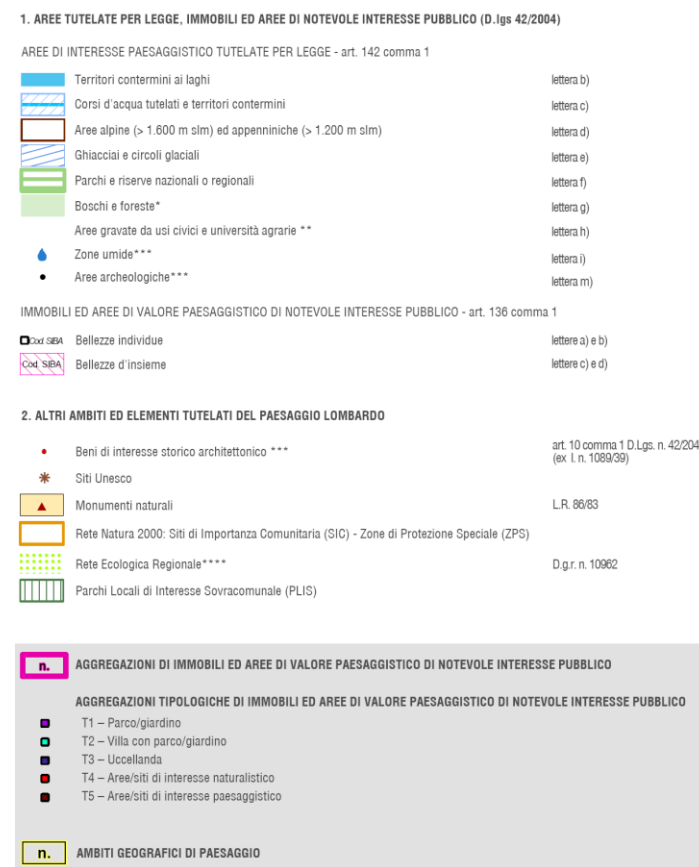 1. AREE TUTELATE PER LEGGE, IMMOBILI ED AREE DI NOTEVOLE INTERESSE PUBBLICO (D.lgs 42/2004)
AREE DI INTERESSE PAESAGGISTICO TUTELATE PER LEGGE - art. 142 comma 1
Territori contermini ai laghi lettera b)
Corsi d'acqua tutelati e territori contermini lettera c)
Aree alpine (> 1.600 m slm) ed appenniniche (> 1.200 m slm) lettera d)
Ghiacciai e circoli glaciali lettera e)
Parchi e riserve nazionali o regionali lettera f)
Boschi e foreste* lettera g)
Aree gravate da usi civici e università agrarie ** lettera h)
Zone umide*** lettera i)
Aree archeologiche*** lettera m)
IMMOBILI ED AREE DI VALORE PAESAGGISTICO DI NOTEVOLE INTERESSE PUBBLICO - art. 136 comma 1
Cod SIBA Bellezze individue lettere a) e b)
Cod. SIBA Bellezze d'insieme lettere c) e d)
2. ALTRI AMBITI ED ELEMENTI TUTELATI DEL PAESAGGIO LOMBARDO
Beni di interesse storico architettonico *** art. 10 comma 1 D.Lgs. n. 42/204
(ex l. n. 1089/39)
Siti Unesco
Monumenti naturali L.R. 86/83
Rete Natura 2000: Siti di Importanza Comunitaria (SIC) - Zone di Protezione Speciale (ZPS)
Rete Ecologica Regionale**** D.g.r. n. 10962
Parchi Locali di Interesse Sovracomunale (PLIS)
n. AGGREGAZIONI DI IMMOBILI ED AREE DI VALORE PAESAGGISTICO DI NOTEVOLE INTERESSE PUBBLICO
AGGREGAZIONI TIPOLOGICHE DI IMMOBILI ED AREE DI VALORE PAESAGGISTICO DI NOTEVOLE INTERESSE PUBBLICO
T1 – Parco/giardino
T2 – Villa con parco/giardino
T3 – Uccellanda
T4 – Aree/siti di interesse naturalistico
T5 – Aree/siti di interesse paesaggistico
n. AMBITI GEOGRAFICI DI PAESAGGIO